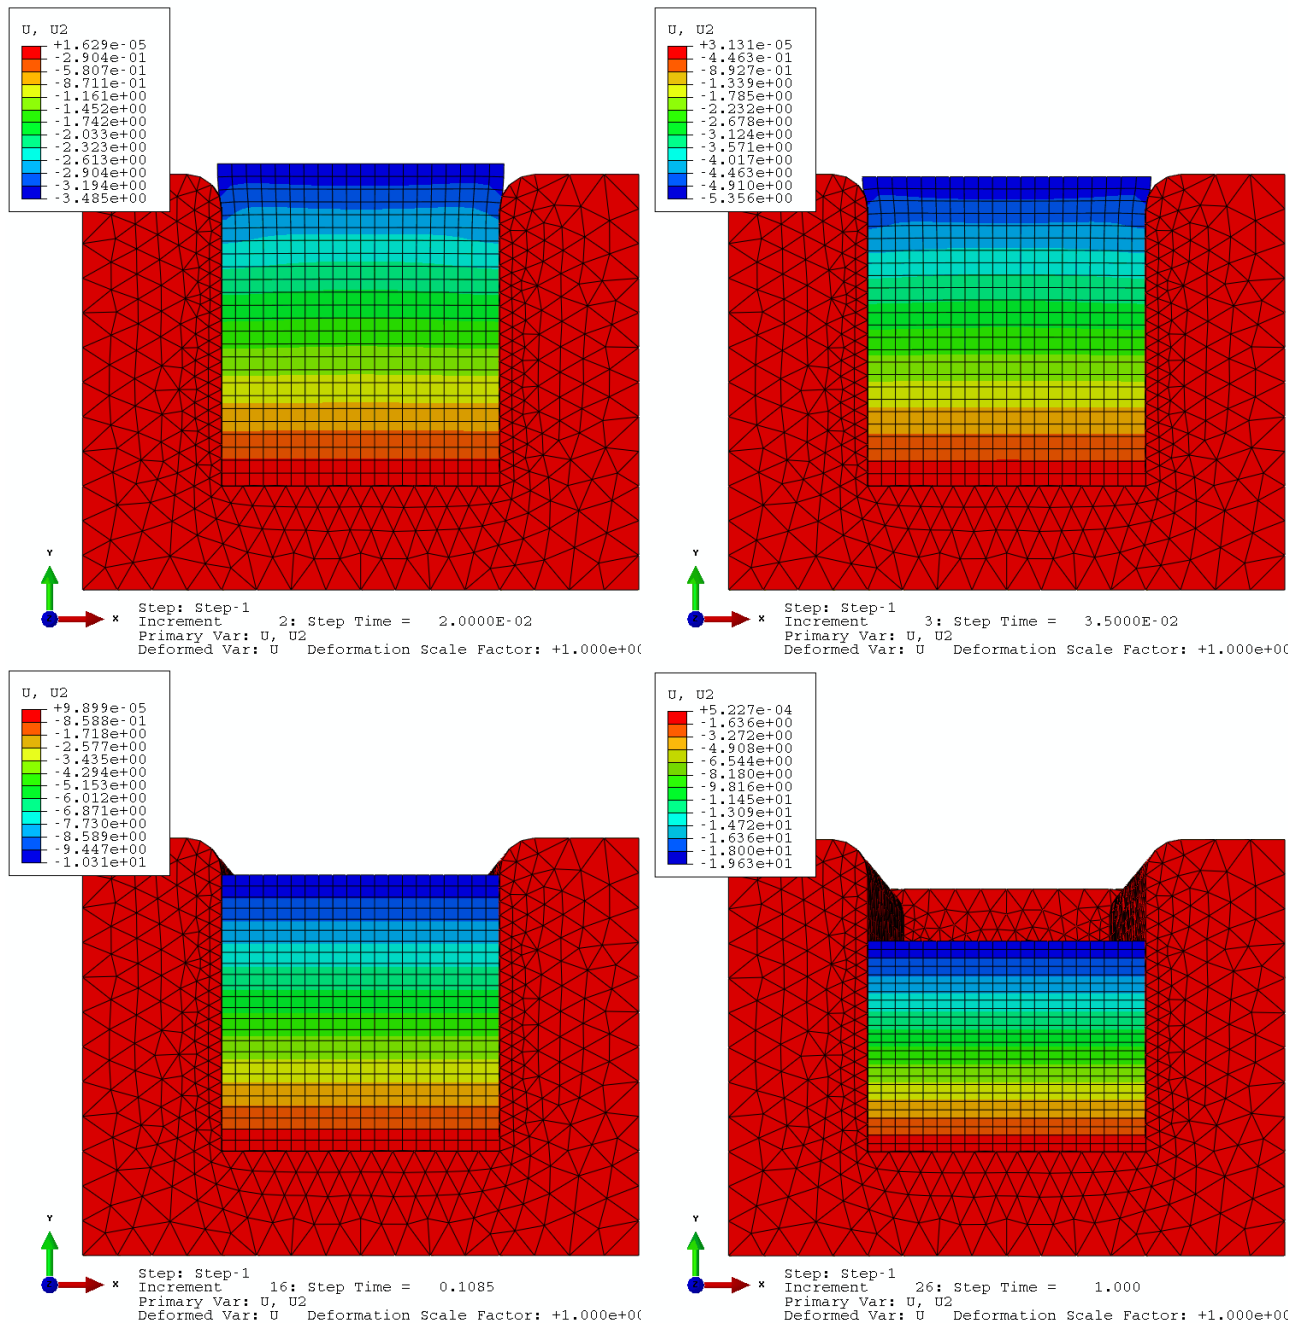 U, U2
+1.629e-05
-2.904e-01
-5.807e-01
-8.711e-01
-1.161e+00
-1.452e+00
-1.742e+00
-2.033e+00
-2.323e+00
-2.613e+00
-2.904e+00
-3.194e+00
-3.485e+00
Y
Z
X
Step: Step-1
Increment 2: Step Time = 2.0000E-02
Primary Var: U, U2
Deformed Var: U Deformation Scale Factor: +1.000e+00
U, U2
+3.131e-05
-4.463e-01
-8.927e-01
-1.339e+00
-1.785e+00
-2.232e+00
-2.678e+00
-3.124e+00
-3.571e+00
-4.017e+00
-4.463e+00
-4.910e+00
-5.356e+00
Y
Z
X
Step: Step-1
Increment 3: Step Time = 3.5000E-02
Primary Var: U, U2
Deformed Var: U Deformation Scale Factor: +1.000e+00
U, U2
+9.899e-05
-8.588e-01
-1.718e+00
-2.577e+00
-3.435e+00
-4.294e+00
-5.153e+00
-6.012e+00
-6.871e+00
-7.730e+00
-8.589e+00
-9.447e+00
-1.031e+01
Y
Z
X
Step: Step-1
Increment 16: Step Time = 0.1085
Primary Var: U, U2
Deformed Var: U Deformation Scale Factor: +1.000e+00
U, U2
+5.227e-04
-1.636e+00
-3.272e+00
-4.908e+00
-6.544e+00
-8.180e+00
-9.816e+00
-1.145e+01
-1.309e+01
-1.472e+01
-1.636e+01
-1.800e+01
-1.963e+01
Y
Z
X
Step: Step-1
Increment 26: Step Time = 1.000
Primary Var: U, U2
Deformed Var: U Deformation Scale Factor: +1.000e+00